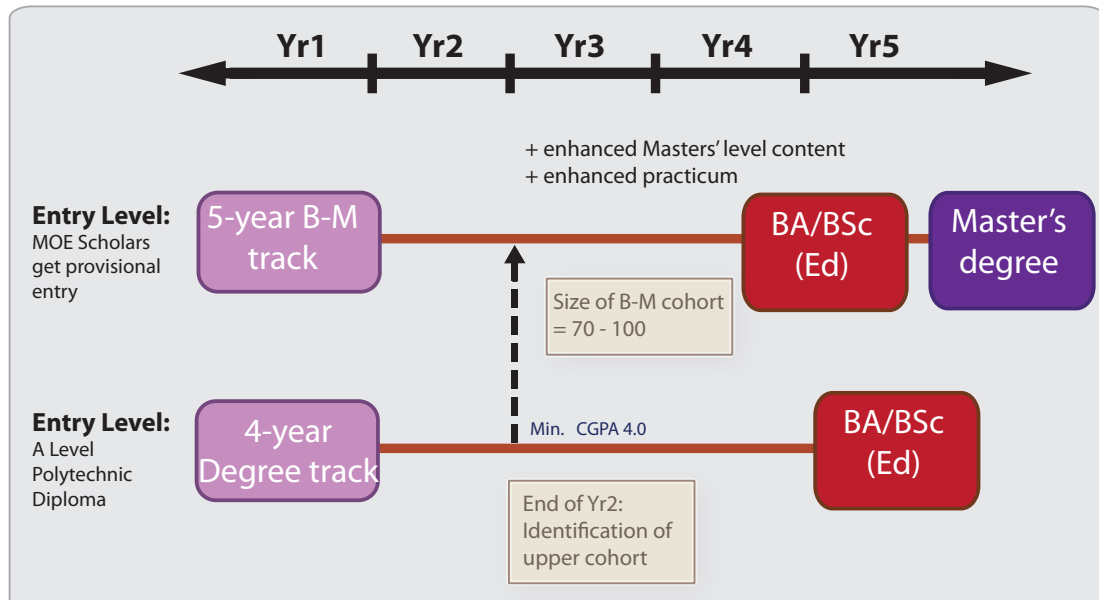 Yr1 Yr2 Yr3 Yr4 Yr5
+ enhanced Masters' level content
+ enhanced practicum
Entry Level:
MOE Scholars
get provisional
entry
5-year B-M
track
BA/BSc
(Ed)
Master's
degree
Size of B-M cohort
= 70 - 100
Entry Level:
A Level
Polytechnic
Diploma
4-year
Degree track
Min. CGPA 4.0
BA/BSc
(Ed)
End of Yr2:
Identification of
upper cohort